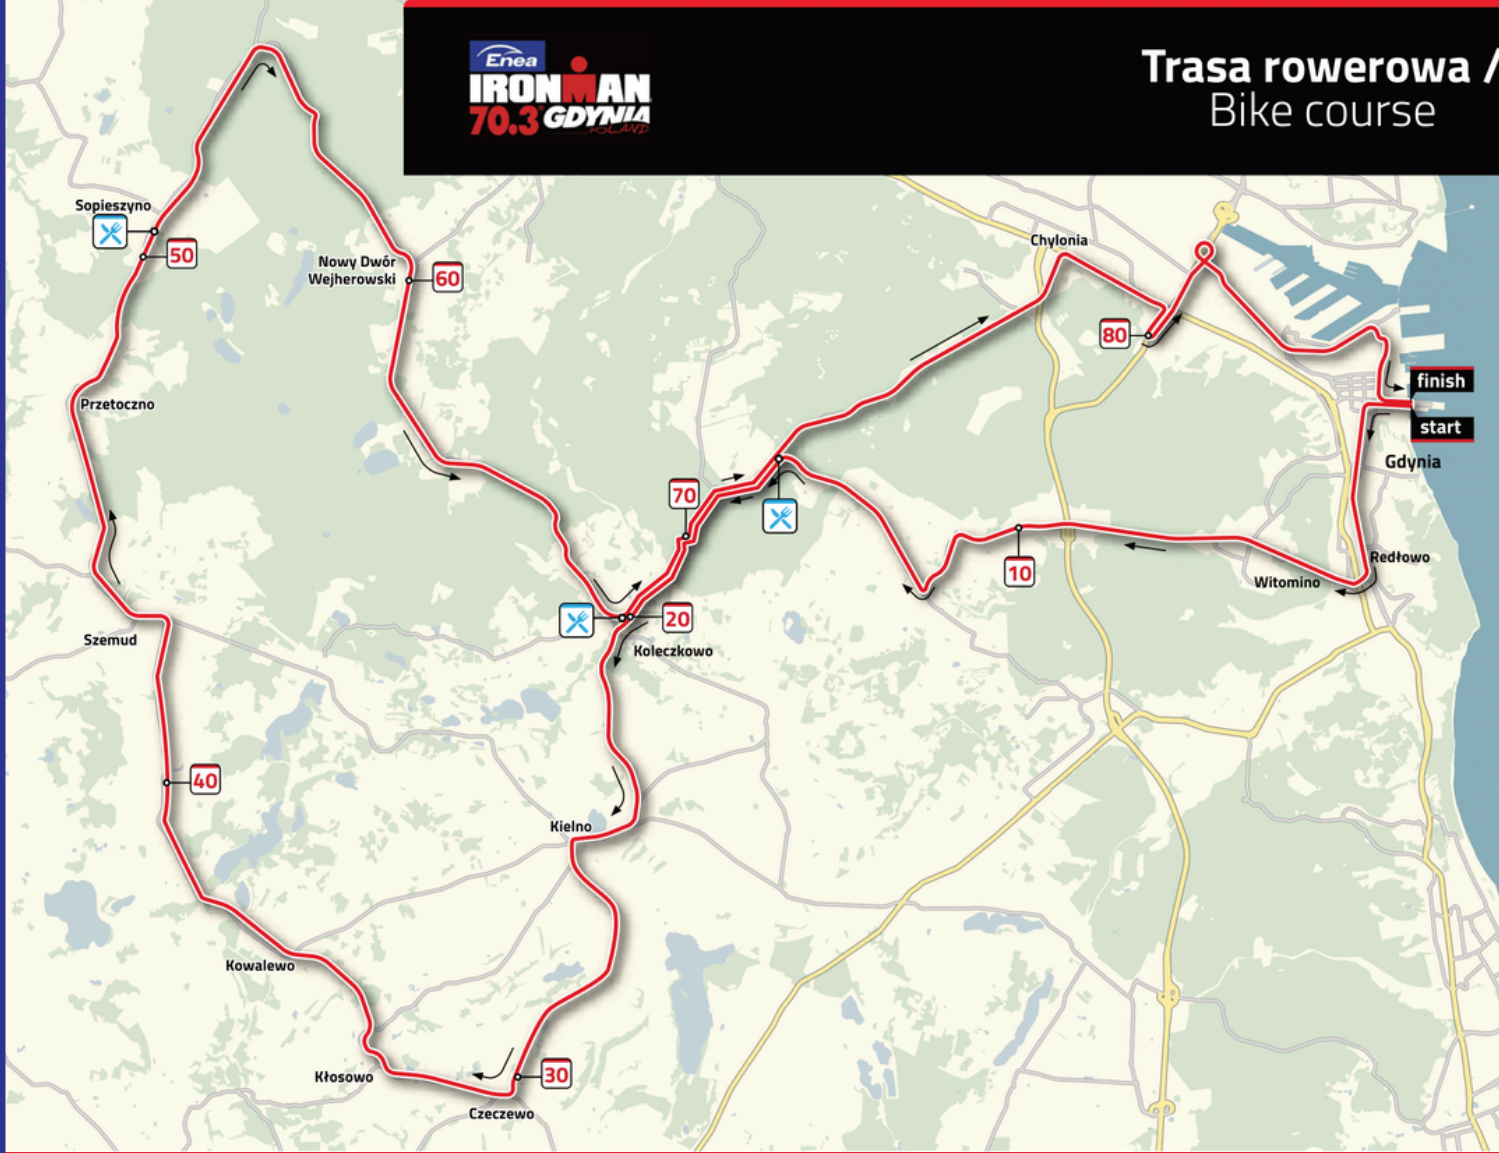 Enea
IRONMAN
70.3 GDYNIA
POLAND
Trasa rowerowa /
Bike course
Sopieszyno
50
Nowy Dwór
Wejherowski
60
Chylonia
80
finish
start
Gdynia
Przetoczno
70
10
Redłowo
Witomino
20
Koleczkowo
Szemud
40
Kielno
Kowalewo
Kłosowo
30
Czeczewo